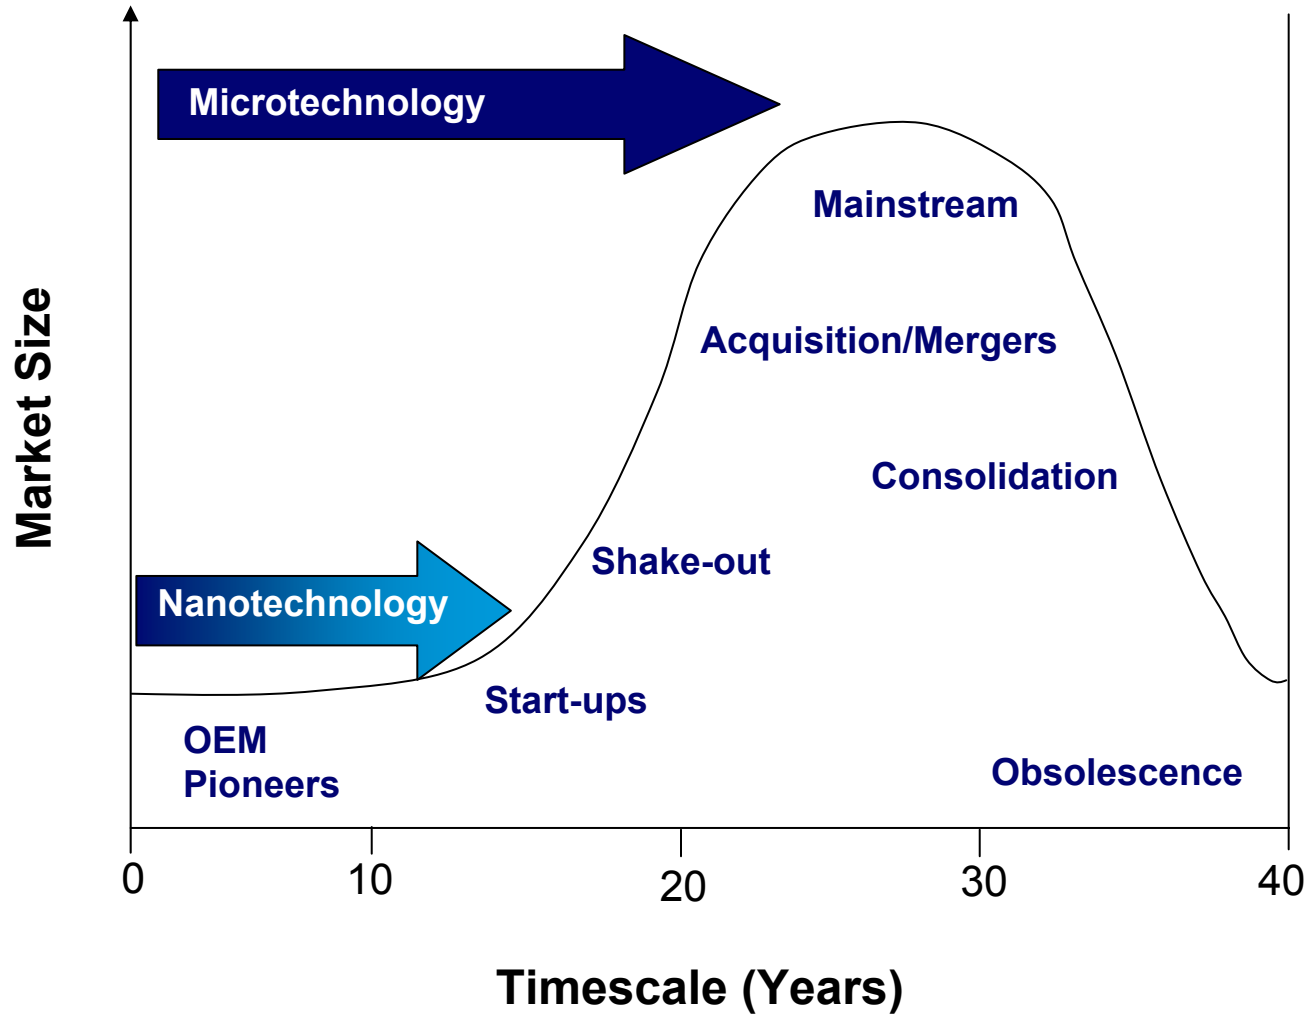 Microtechnology
Mainstream
Market Size
Acquisition/Mergers
Consolidation
Shake-out
Nanotechnology
Start-ups
OEM
Pioneers
Obsolescence
0
10
20
30
40
Timescale (Years)